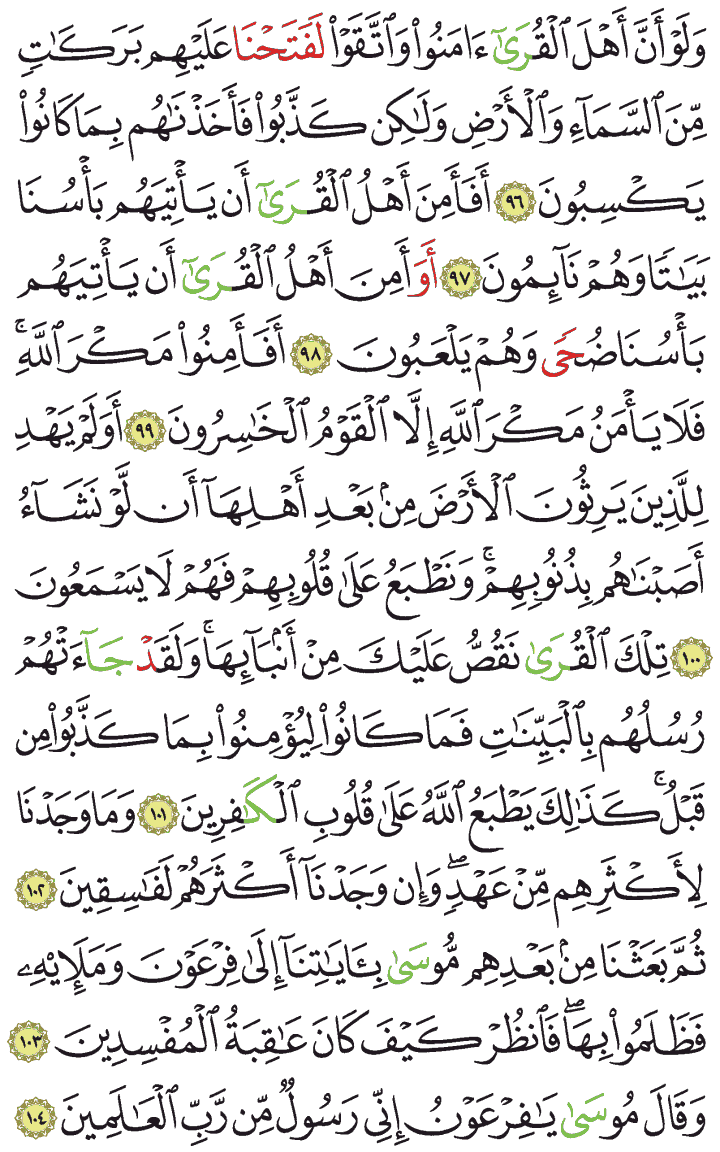 وَلَوْ أَنَّ أَهْلَ ٱلْقُرَىٰٓ ءَامَنُوا۟ وَٱتَّقَوْا۟ لَفَتَحْنَا عَلَيْهِم بَرَكَٰتٍ
مِّنَ ٱلسَّمَآءِ وَٱلْأَرْضِ وَلَٰكِن كَذَّبُوا۟ فَأَخَذْنَٰهُم بِمَا كَانُوا۟
يَكْسِبُونَ ٩٦ أَفَأَمِنَ أَهْلُ ٱلْقُرَىٰٓ أَن يَأْتِيَهُم بَأْسُنَا
بَيَٰتًا وَهُمْ نَآئِمُونَ ٩٧ أَوَ أَمِنَ أَهْلُ ٱلْقُرَىٰٓ أَن يَأْتِيَهُم
بَأْسُنَا ضُحًى وَهُمْ يَلْعَبُونَ ٩٨ أَفَأَمِنُوا۟ مَكْرَ ٱللَّهِ ۚ
فَلَا يَأْمَنُ مَكْرَ ٱللَّهِ إِلَّا ٱلْقَوْمُ ٱلْخَٰسِرُونَ ٩٩ أَوَلَمْ يَهْدِ
لِلَّذِينَ يَرِثُونَ ٱلْأَرْضَ مِنۢ بَعْدِ أَهْلِهَآ أَن لَّوْ نَشَآءُ
أَصَبْنَٰهُم بِذُنُوبِهِمْ ۚ وَنَطْبَعُ عَلَىٰ قُلُوبِهِمْ فَهُمْ لَا يَسْمَعُونَ
١٠٠ تِلْكَ ٱلْقُرَىٰ نَقُصُّ عَلَيْكَ مِنْ أَنۢبَآئِهَا ۚ وَلَقَدْ جَآءَتْهُمْ
رُسُلُهُم بِٱلْبَيِّنَٰتِ فَمَا كَانُوا۟ لِيُؤْمِنُوا۟ بِمَا كَذَّبُوا۟ مِن
قَبْلُ ۚ كَذَٰلِكَ يَطْبَعُ ٱللَّهُ عَلَىٰ قُلُوبِ ٱلْكَٰفِرِينَ ١٠١ وَمَا وَجَدْنَا
لِأَكْثَرِهِم مِّنْ عَهْدٍ ۖ وَإِن وَجَدْنَآ أَكْثَرَهُمْ لَفَٰسِقِينَ ١٠٢
ثُمَّ بَعَثْنَا مِنۢ بَعْدِهِم مُّوسَىٰ بِـَٔايَٰتِنَآ إِلَىٰ فِرْعَوْنَ وَمَلَإِي۟هِۦ
فَظَلَمُوا۟ بِهَا ۖ فَٱنظُرْ كَيْفَ كَانَ عَٰقِبَةُ ٱلْمُفْسِدِينَ ١٠٣
وَقَالَ مُوسَىٰ يَٰفِرْعَوْنُ إِنِّى رَسُولٌ مِّن رَّبِّ ٱلْعَٰلَمِينَ ١٠٤